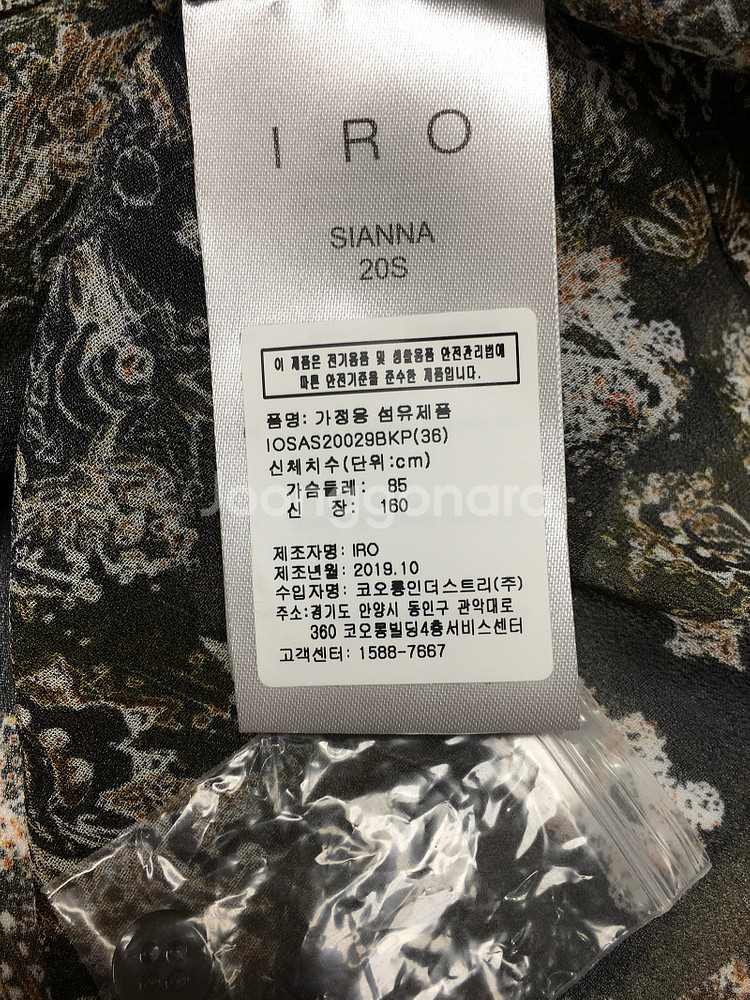 IRO
SIANNA
20S
이 제품은 전기용품 및 생활용품 안전관리법에
따른 안전기준을 준수한 제품입니다.
품명: 가정용 섬유제품
IOSAS20029BKP(36)
신체치수(단위:cm)
가슴둘레: 85
신 장: 160
Joonggonara
제조자명: IRO
제조년월: 2019.10
수입자명: 코오롱인더스트리(주)
주소:경기도 안양시 동인구 관악대로
360 코오롱빌딩4층서비스센터
고객센터: 1588-7667